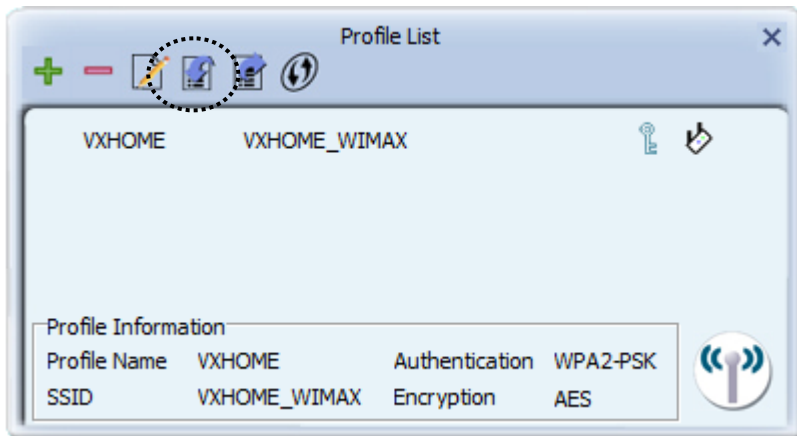 Profile List
VXHOME VXHOME_WIMAX
Profile Information
Profile Name VXHOME Authentication WPA2-PSK
SSID VXHOME_WIMAX Encryption AES